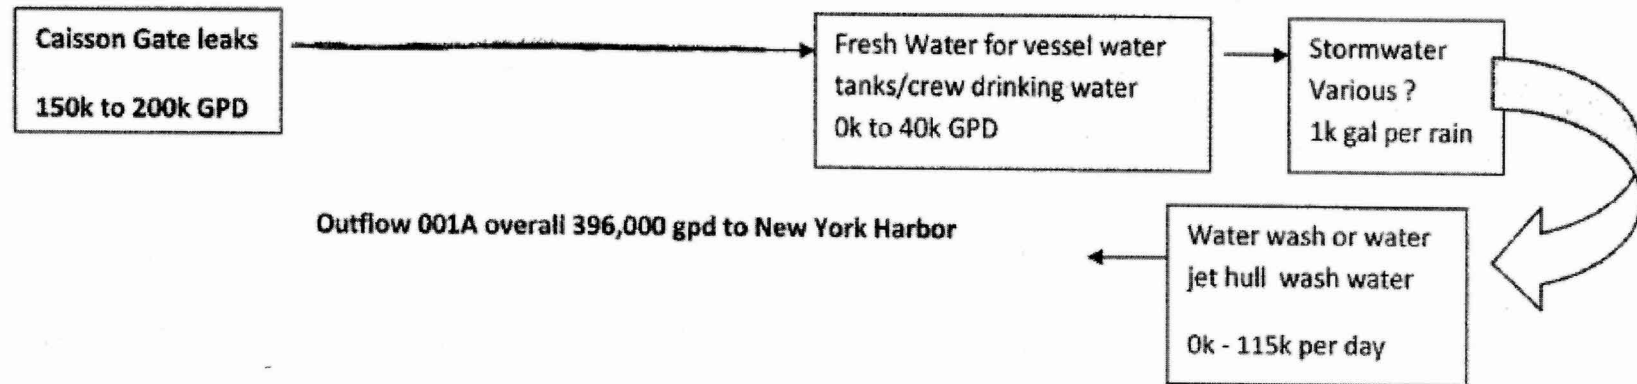 Caisson Gate leaks
150k to 200k GPD
Fresh Water for vessel water
tanks/crew drinking water
0k to 40k GPD
Stormwater
Various ?
1k gal per rain
Water wash or water
jet hull wash water
0k - 115k per day
Outflow 001A overall 396,000 gpd to New York Harbor